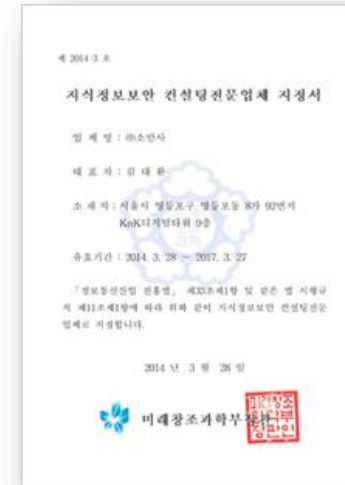 제 2014-3 호
지식정보보안 컨설팅전문업체 지정서
업 체 명 : ㈜소만사
대 표 자 : 김 대 환
소 재 지 : 서울시 영등포구 영등포동 8가 92번지
KnK디지털타워 9층
유효기간 : 2014. 3. 28 ~ 2017. 3. 27
「정보통신산업 진흥법」 제33조제1항 및 같은 법 시행규
칙 제11조제1항에 따라 위와 같이 지식정보보안 컨설팅전문
업체로 지정합니다.
2014 년 3 월 28 일
미래창조과학부장관